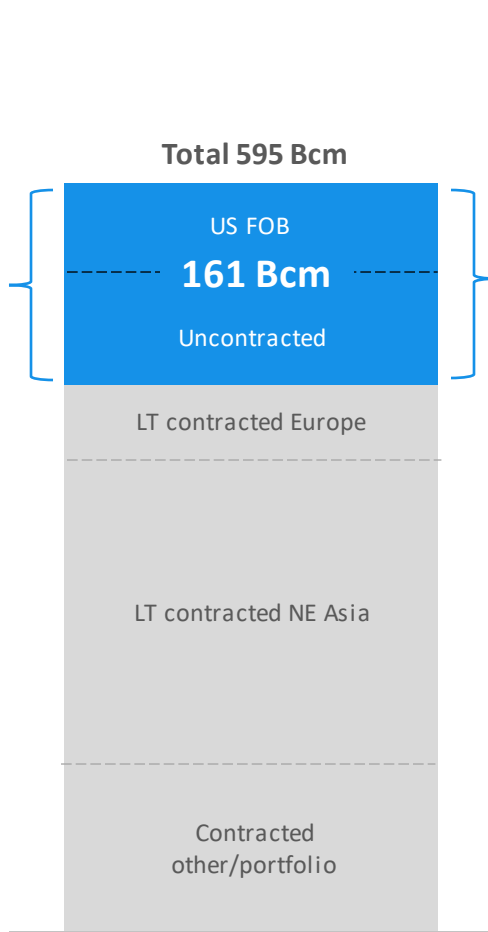 Total 595 Bcm
US FOB
161 Bcm
Uncontracted
LT contracted Europe
LT contracted NE Asia
Contracted
other/portfolio